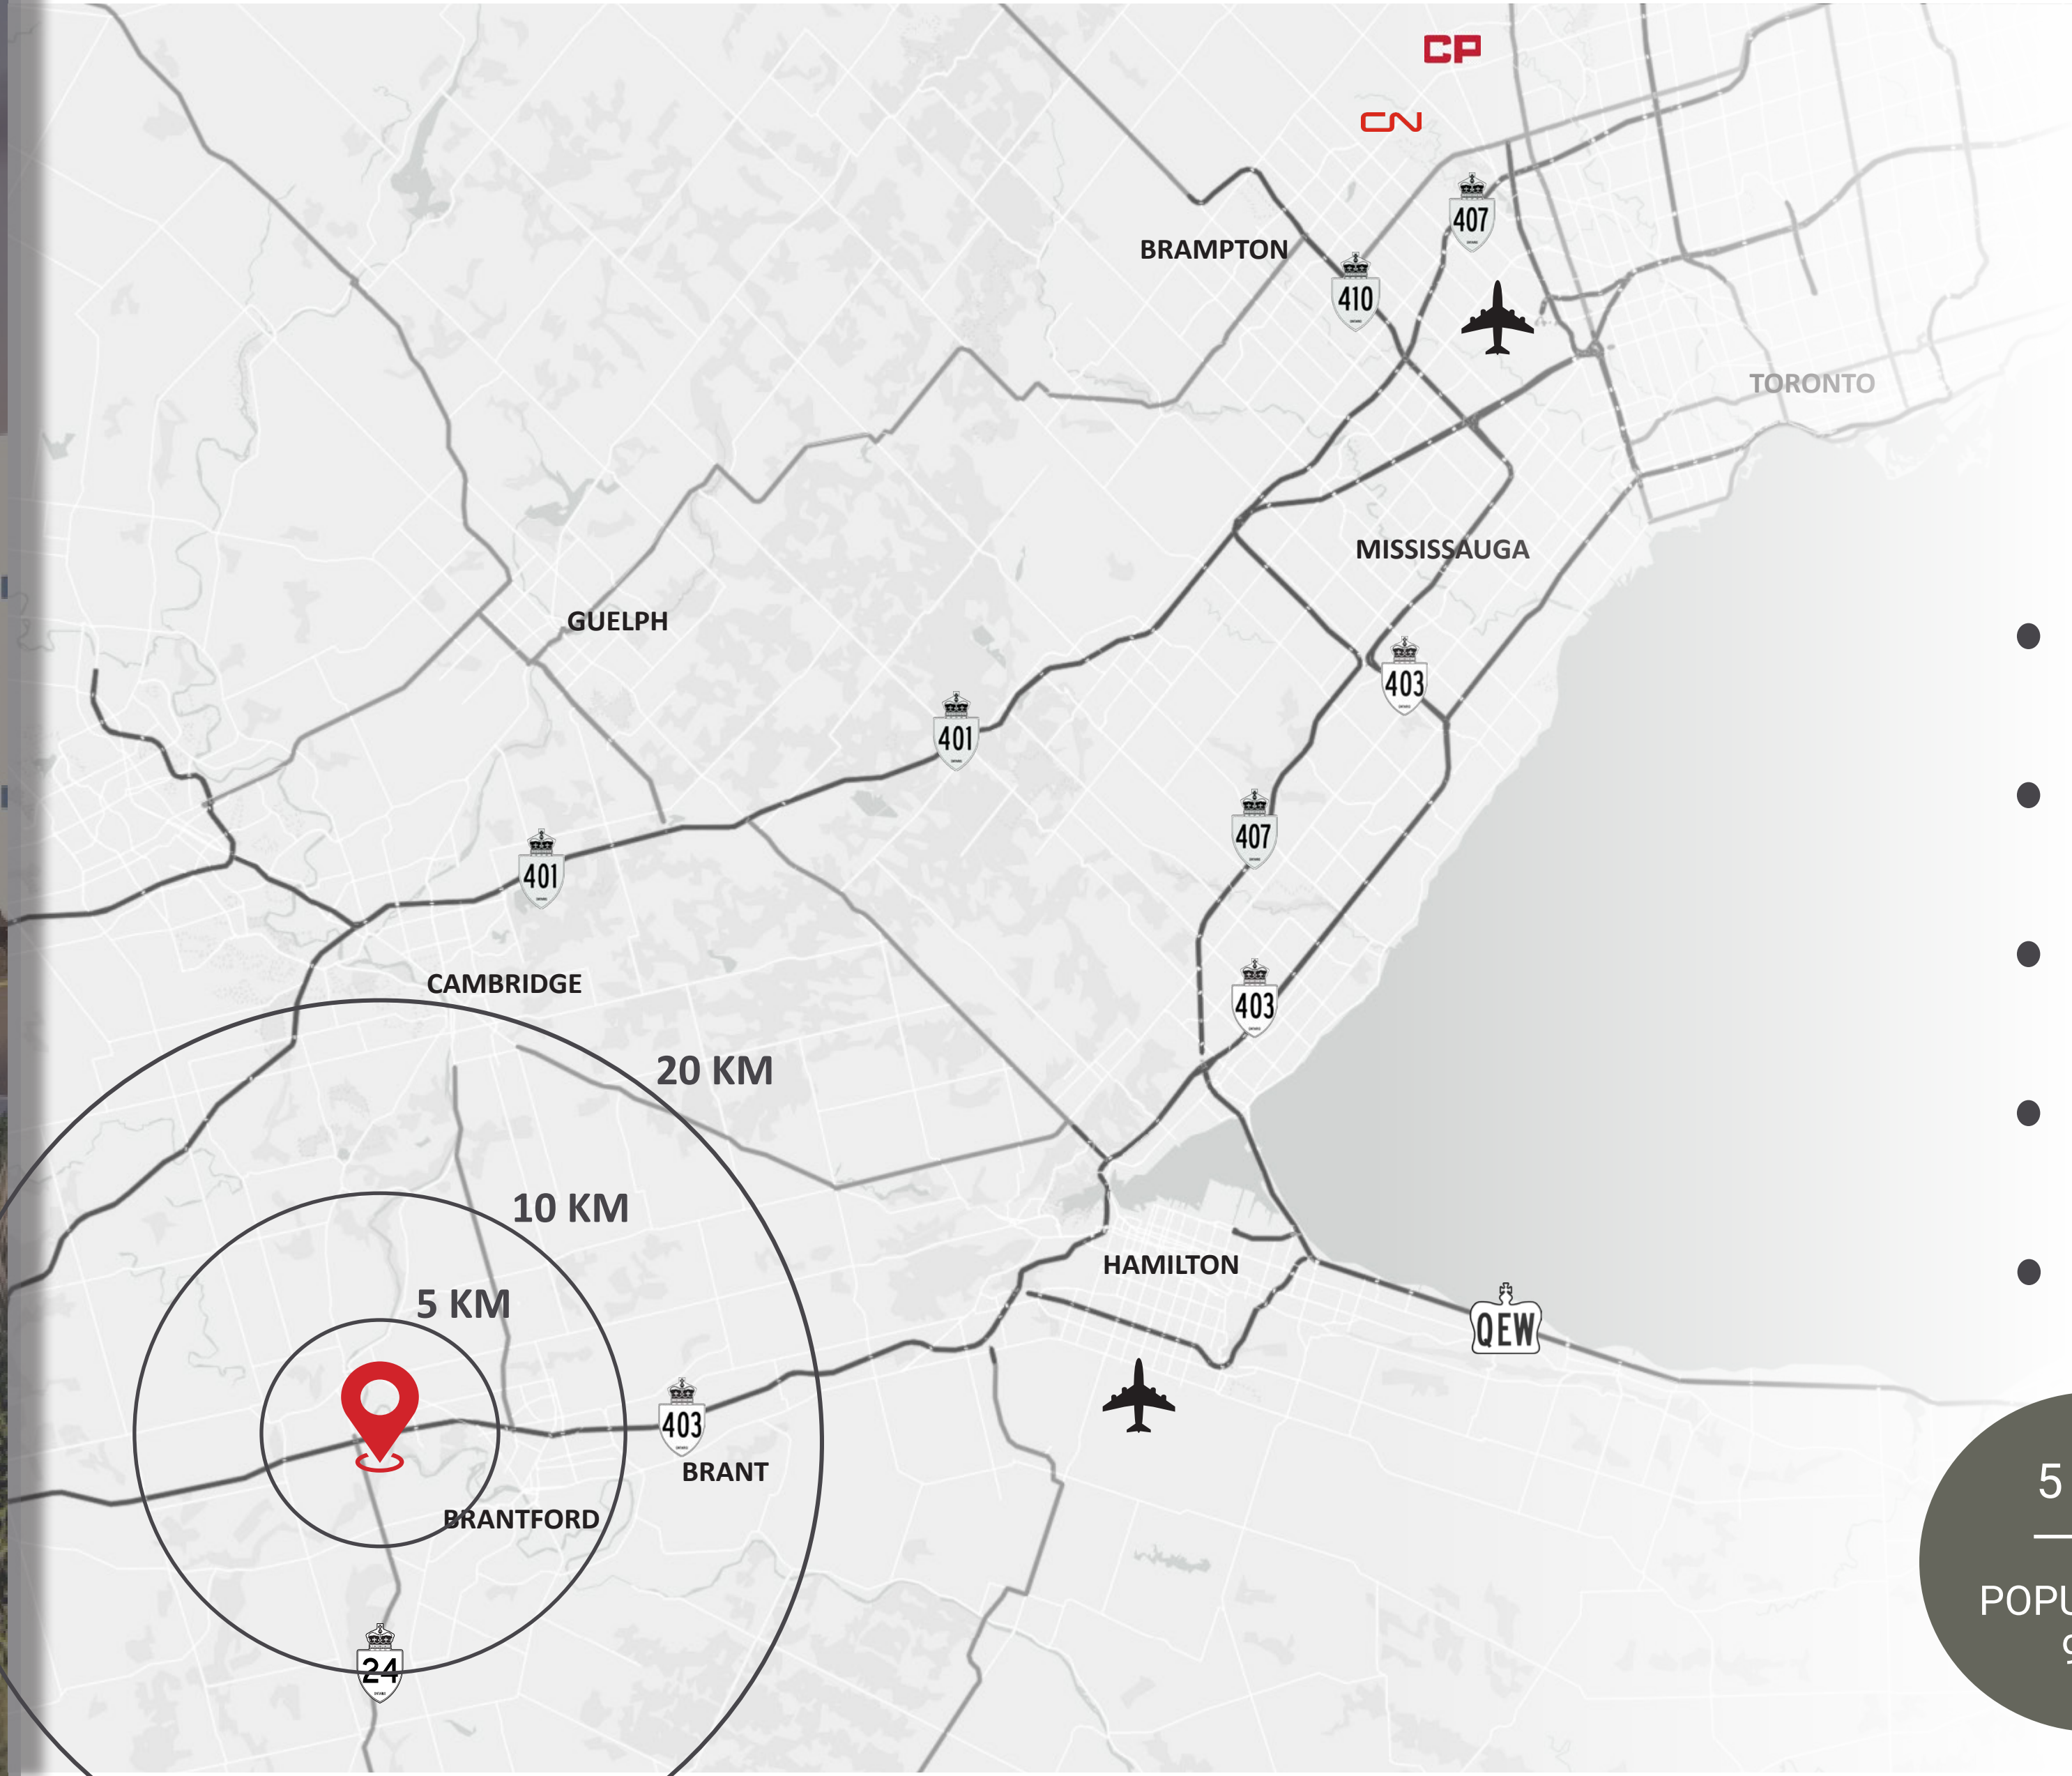 CP
CN
407
BRAMPTON
410
TORONTO
MISSISSAUGA
GUELPH
403
401
407
401
CAMBRIDGE
403
20 KM
10 KM
HAMILTON
5 KM
QEW
403
BRANT
5
BRANTFORD
POPU
24